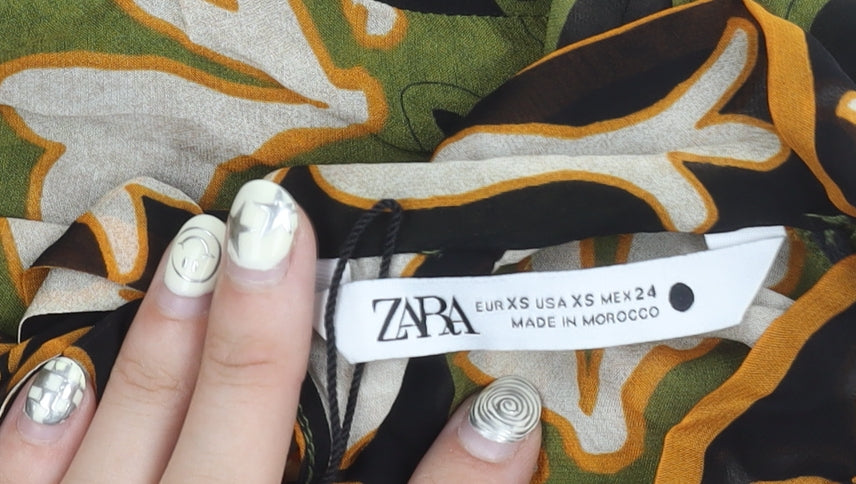 ZARA
EUR XS USA XS MEX 24
MADE IN MOROCCO